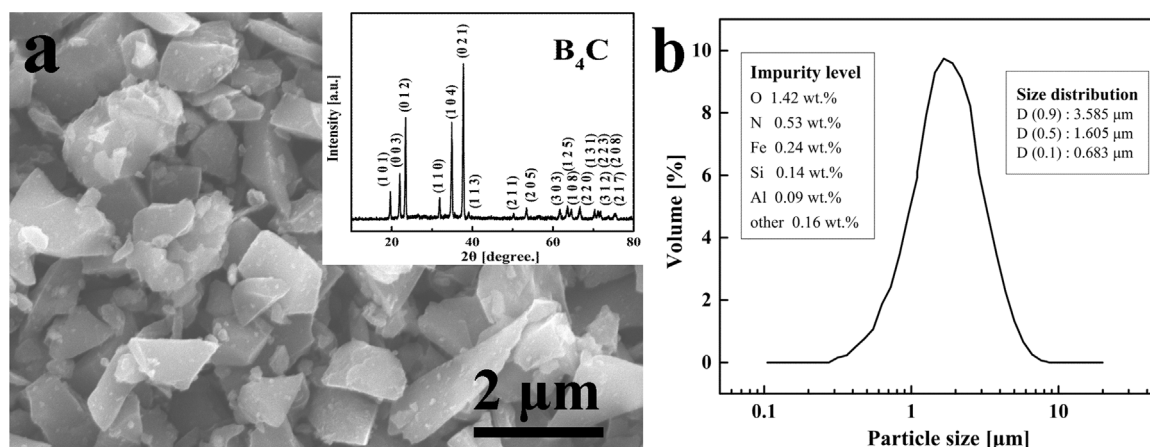 a
B4C
Intensity [a.u.]
(1 0 1)
(0 0 3)
(0 1 2)
(1 1 0)
(1 0 4)
(0 2 1)
(1 1 3)
(2 1 1)
(2 0 5)
(3 0 3)
(1 2 5)
(1 0 8)
(2 2 0)
(1 3 1)
(3 1 2)
(2 2 3)
(2 1 7)
(2 0 8)
20 40 60 80
2θ [degree.]
2 μm
b
Volume [%]
10
8
6
4
2
0
Impurity level
O 1.42 wt.%
N 0.53 wt.%
Fe 0.24 wt.%
Si 0.14 wt.%
Al 0.09 wt.%
other 0.16 wt.%
Size distribution
D (0.9) : 3.585 μm
D (0.5) : 1.605 μm
D (0.1) : 0.683 μm
0.1 1 10
Particle size [μm]